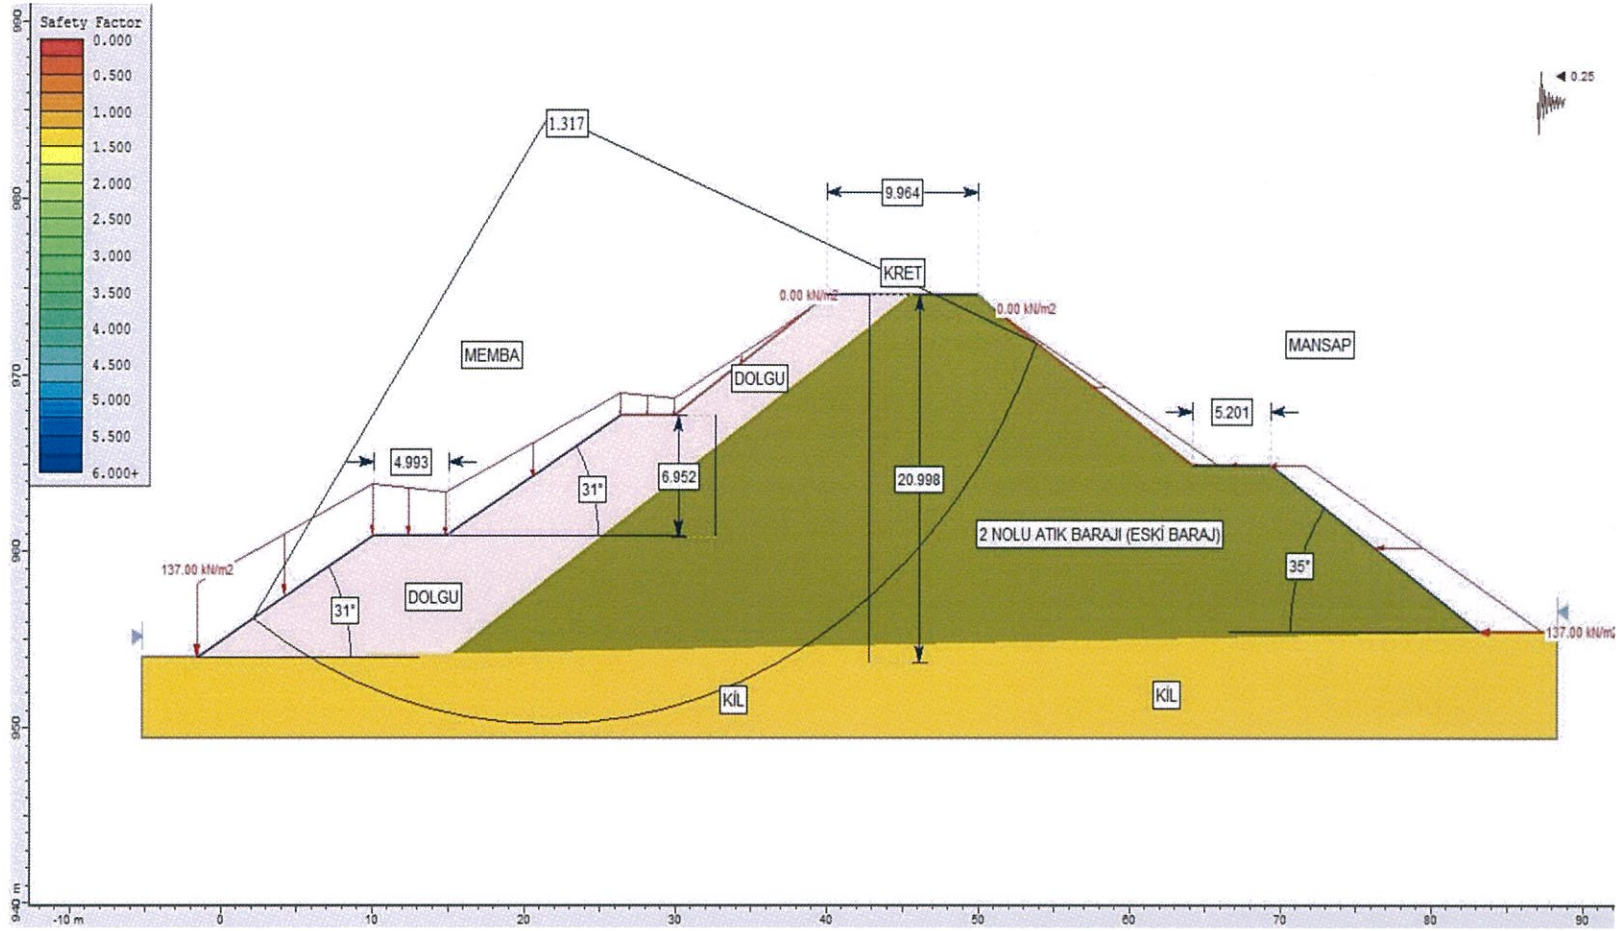 Safety Factor
0.000
0.500
1.000
1.500
2.000
2.500
3.000
3.500
4.000
4.500
5.000
5.500
6.000+
0.25
1.317
9.964
KRET
0.00 kN/m2
0.00 kN/m2
MEMBA
MANSAP
DOLGU
5.201
4.993
6.952
20.998
31°
2 NOLU ATIK BARAJI (ESKİ BARAJ)
137.00 kN/m2
35°
DOLGU
31°
137.00 kN/m2
KİL
KİL
990
980
970
960
950
940 m
-10 m
0
10
20
30
40
50
60
70
80
90